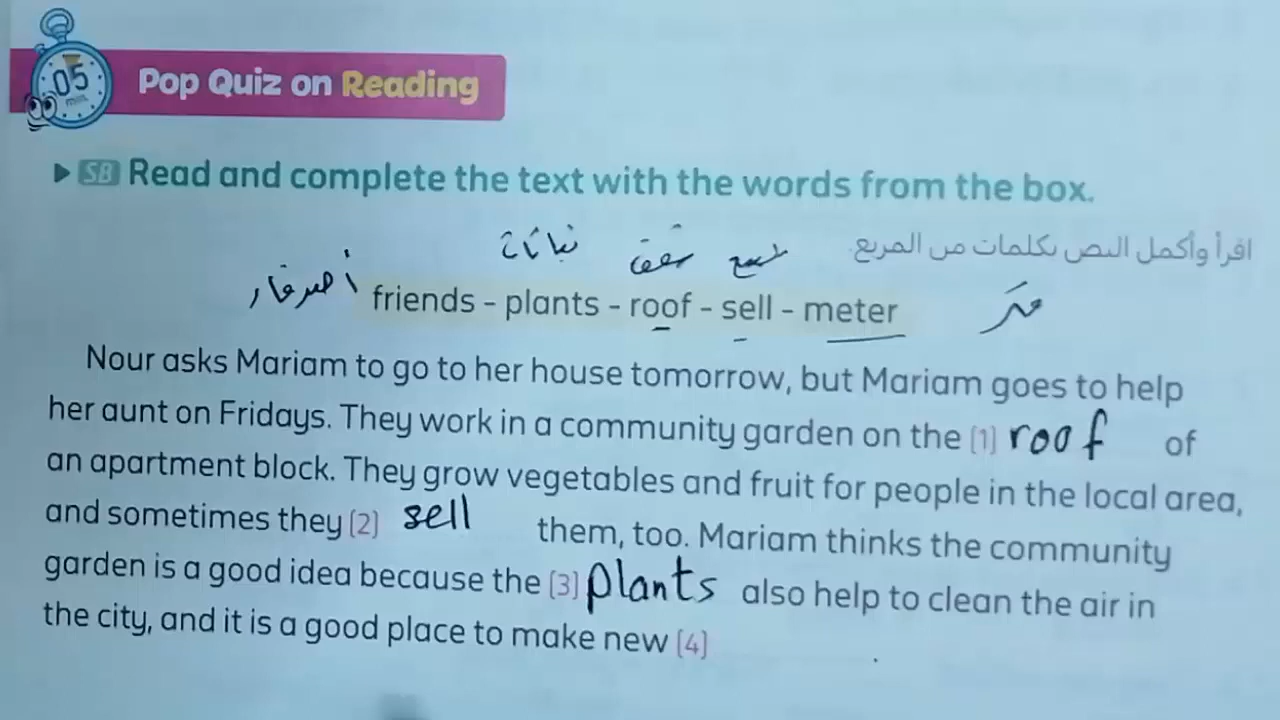 05
min
Pop Quiz on Reading
SB Read and complete the text with the words from the box.
اقرأ وأكمل النص بكلمات من المربع.
نباتات سقف
friends - plants - roof - sell - meter متر
Nour asks Mariam to go to her house tomorrow, but Mariam goes to help
her aunt on Fridays. They work in a community garden on the (1) roof of
an apartment block. They grow vegetables and fruit for people in the local area,
and sometimes they (2) sell them, too. Mariam thinks the community
garden is a good idea because the (3) plants also help to clean the air in
the city, and it is a good place to make new (4)